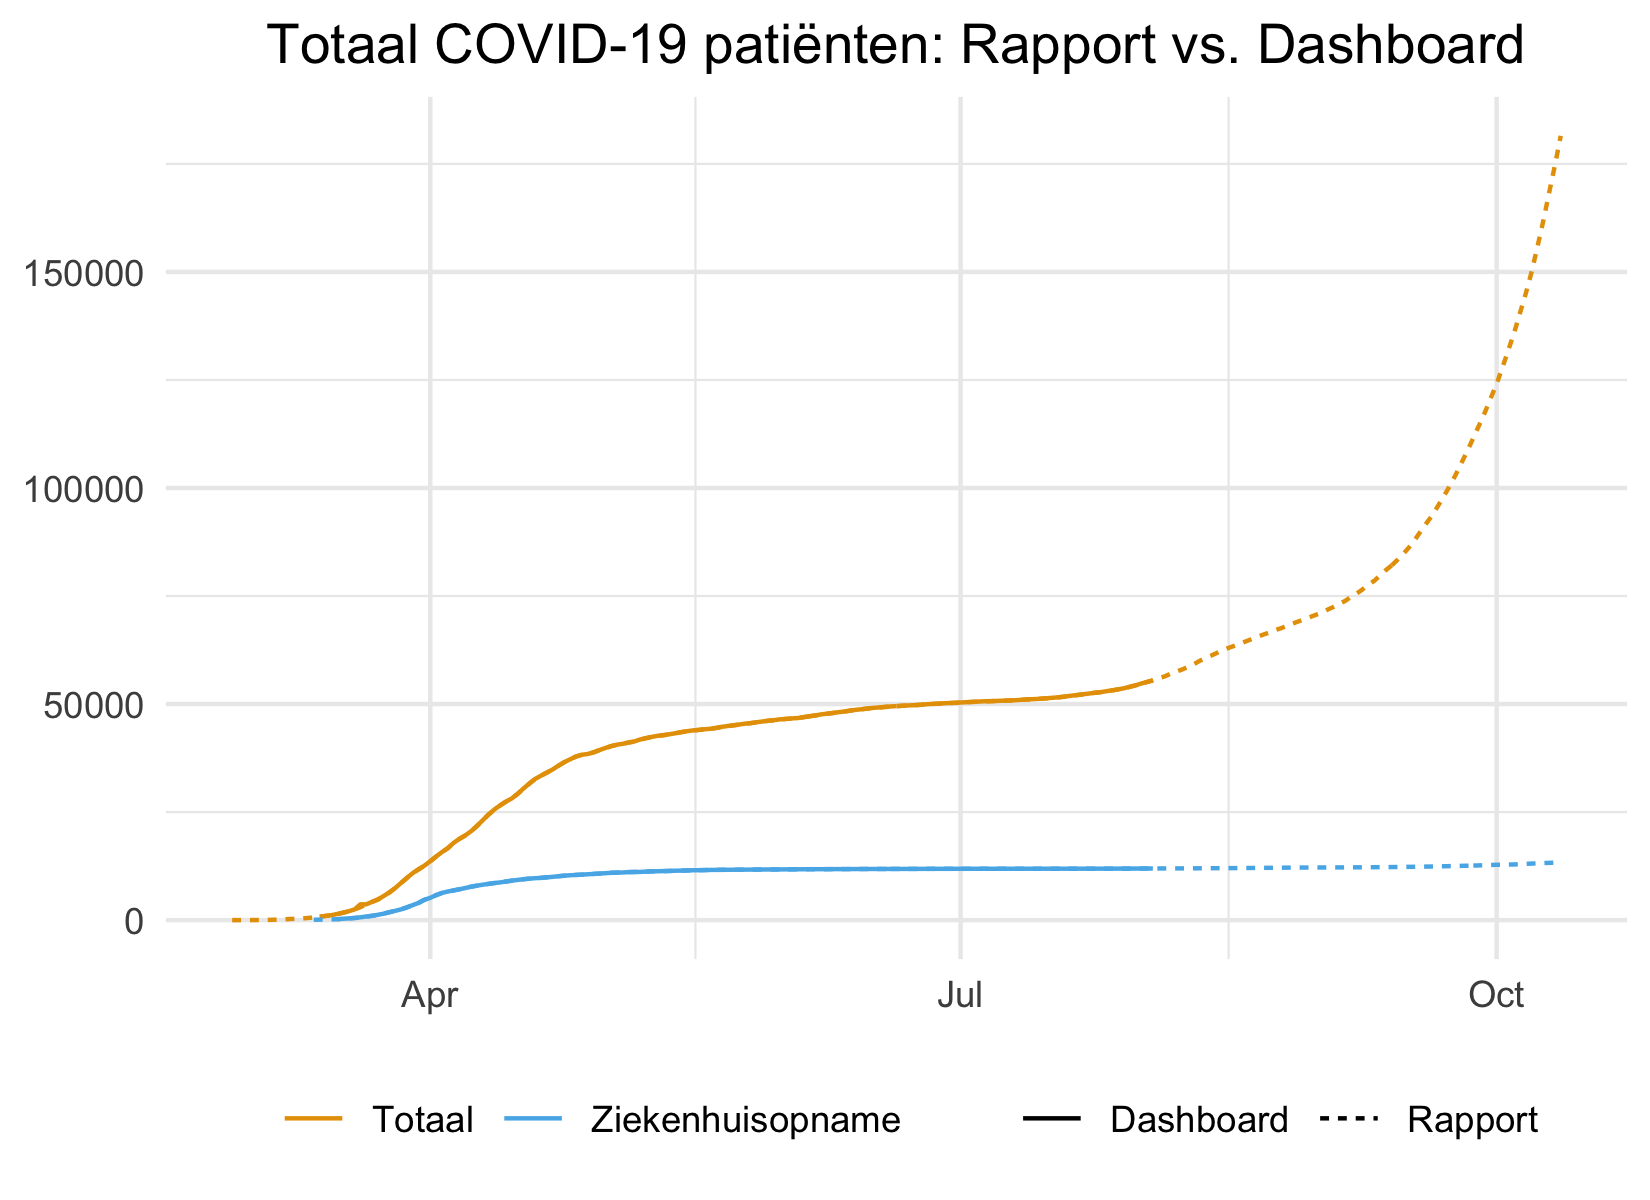 Totaal COVID-19 patiënten: Rapport vs. Dashboard
150000
100000
50000
0
Apr Jul Oct
Totaal Ziekenhuisopname Dashboard Rapport